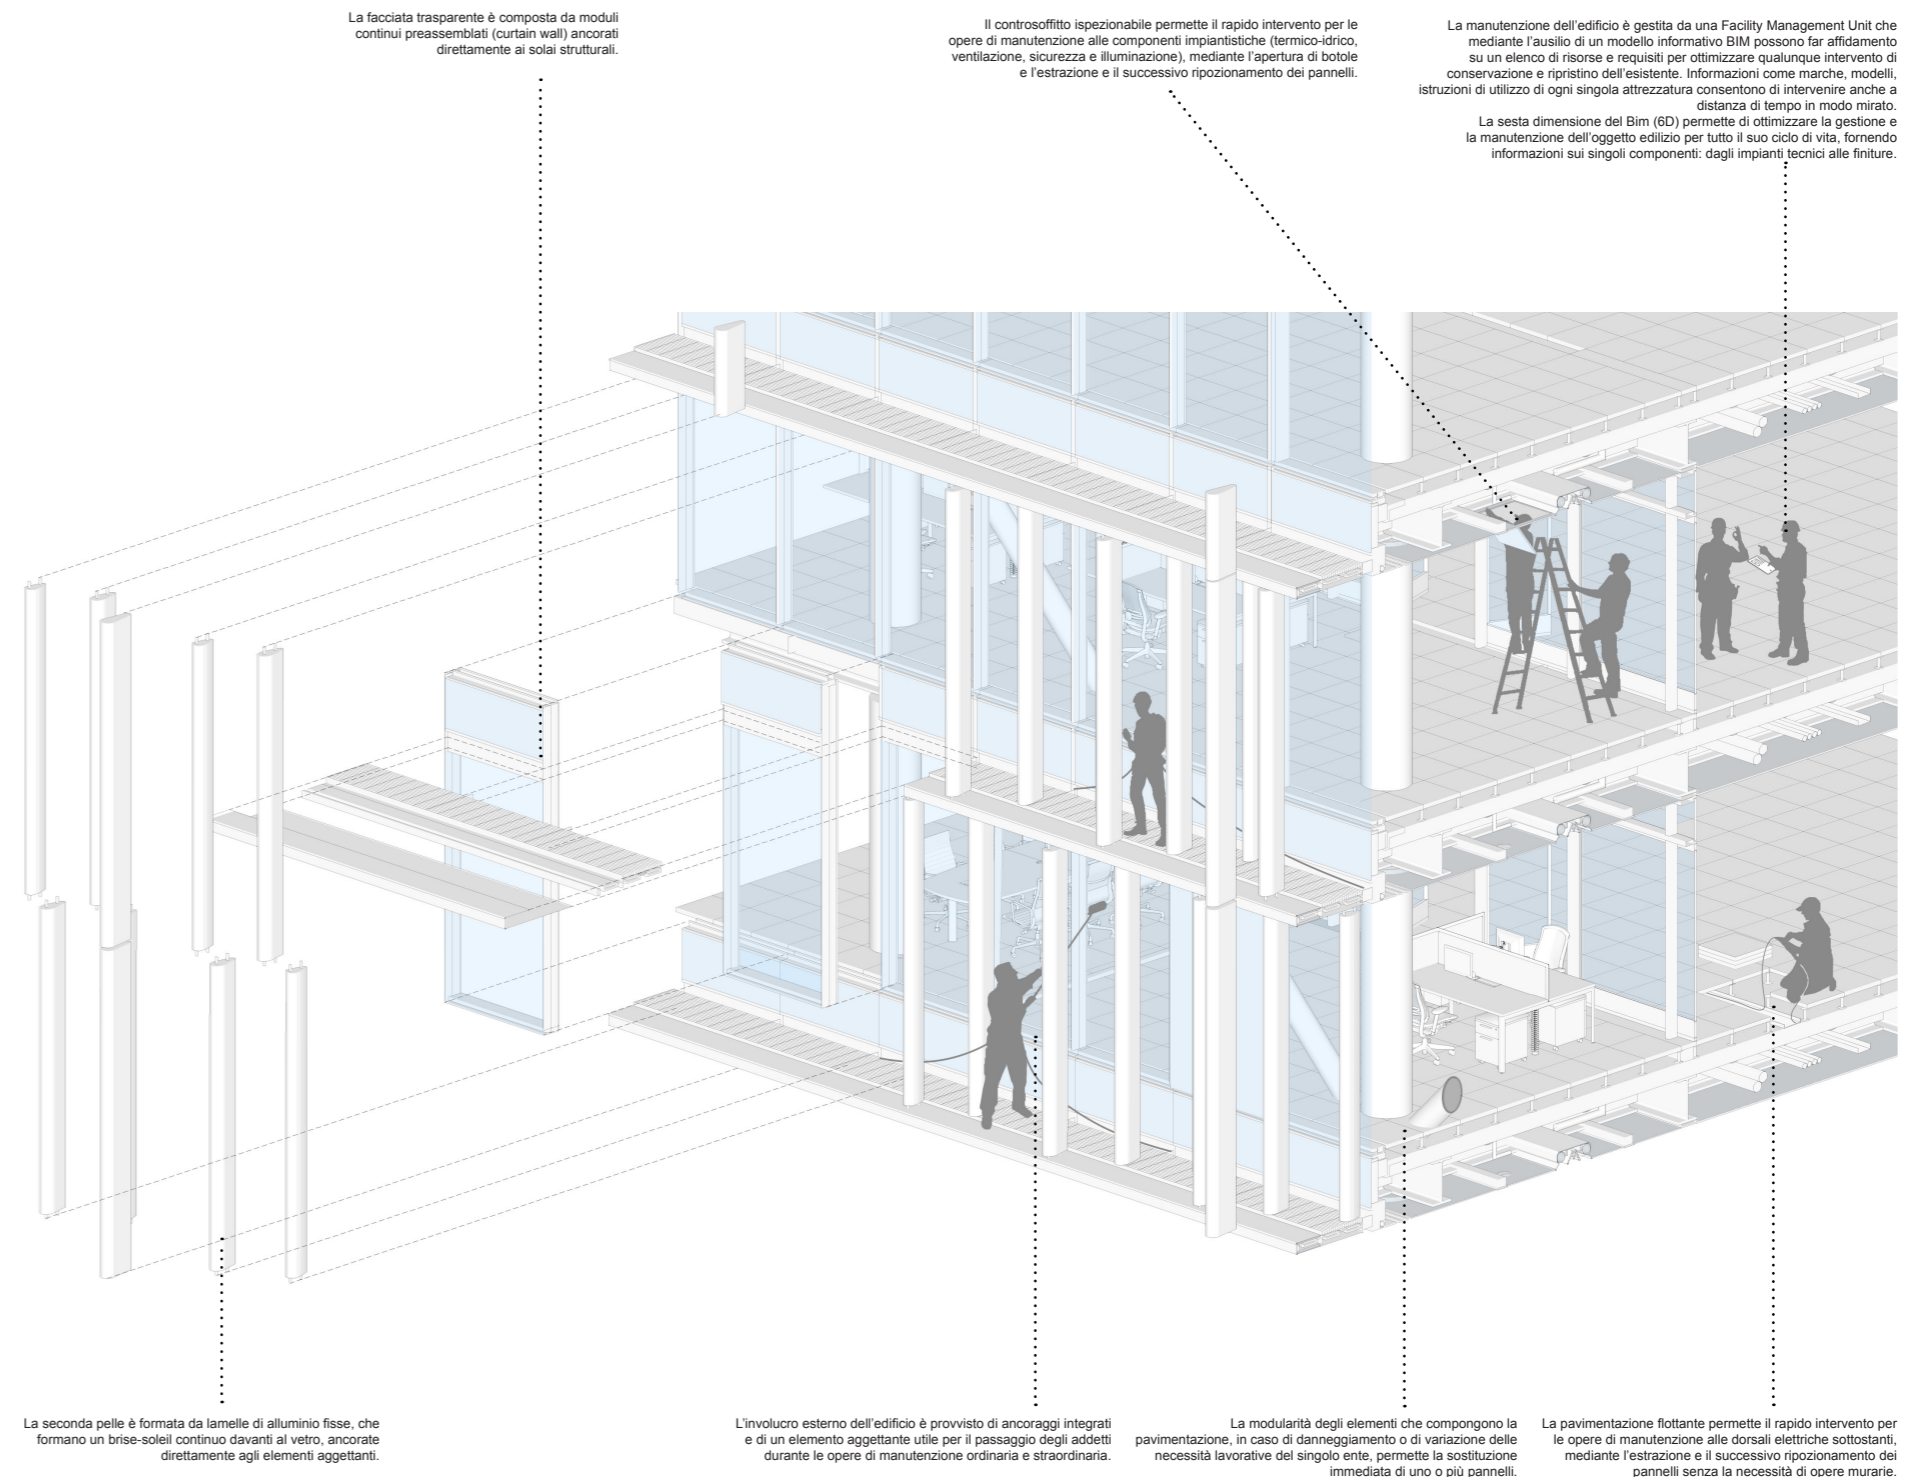 La facciata trasparente è composta da moduli
continui preassemblati (curtain wall) ancorati
direttamente ai solai strutturali.
Il controsoffitto ispezionabile permette il rapido intervento per le
opere di manutenzione alle componenti impiantistiche (termico-idrico,
ventilazione, sicurezza e illuminazione), mediante l'apertura di botole
e l'estrazione e il successivo ripozionamento dei pannelli.
La manutenzione dell'edificio è gestita da una Facility Management Unit che
mediante l'ausilio di un modello informativo BIM possono far affidamento
su un elenco di risorse e requisiti per ottimizzare qualunque intervento di
conservazione e ripristino dell'esistente. Informazioni come marche, modelli,
istruzioni di utilizzo di ogni singola attrezzatura consentono di intervenire anche a
distanza di tempo in modo mirato.
La sesta dimensione del Bim (6D) permette di ottimizzare la gestione e
la manutenzione dell'oggetto edilizio per tutto il suo ciclo di vita, fornendo
informazioni sui singoli componenti: dagli impianti tecnici alle finiture.
La seconda pelle è formata da lamelle di alluminio fisse, che
formano un brise-soleil continuo davanti al vetro, ancorate
direttamente agli elementi aggettanti.
L'involucro esterno dell'edificio è provvisto di ancoraggi integrati
e di un elemento aggettante utile per il passaggio degli addetti
durante le opere di manutenzione ordinaria e straordinaria.
La modularità degli elementi che compongono la
pavimentazione, in caso di danneggiamento o di variazione delle
necessità lavorative del singolo ente, permette la sostituzione
immediata di uno o più pannelli.
La pavimentazione flottante permette il rapido intervento per
le opere di manutenzione alle dorsali elettriche sottostanti,
mediante l'estrazione e il successivo ripozionamento dei
pannelli senza la necessità di opere murarie.